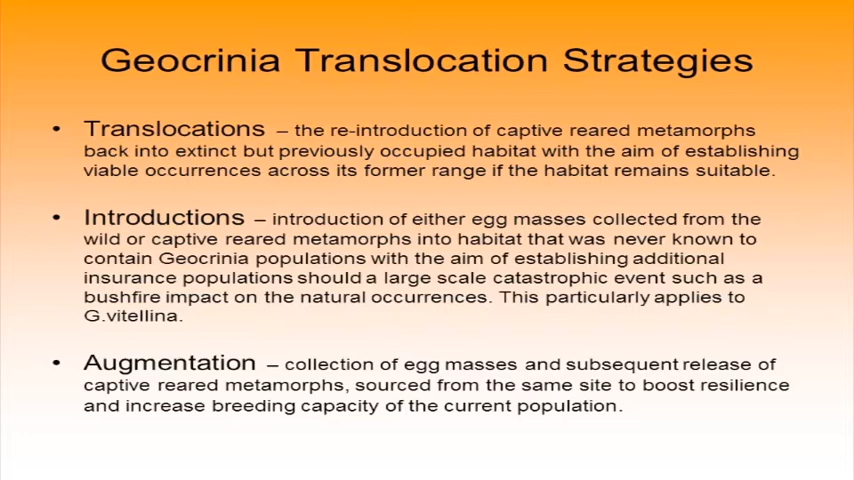 Geocrinia Translocation Strategies
• Translocations – the re-introduction of captive reared metamorphs
back into extinct but previously occupied habitat with the aim of establishing
viable occurrences across its former range if the habitat remains suitable.
• Introductions – introduction of either egg masses collected from the
wild or captive reared metamorphs into habitat that was never known to
contain Geocrinia populations with the aim of establishing additional
insurance populations should a large scale catastrophic event such as a
bushfire impact on the natural occurrences. This particularly applies to
G.vitellina.
• Augmentation – collection of egg masses and subsequent release of
captive reared metamorphs, sourced from the same site to boost resilience
and increase breeding capacity of the current population.